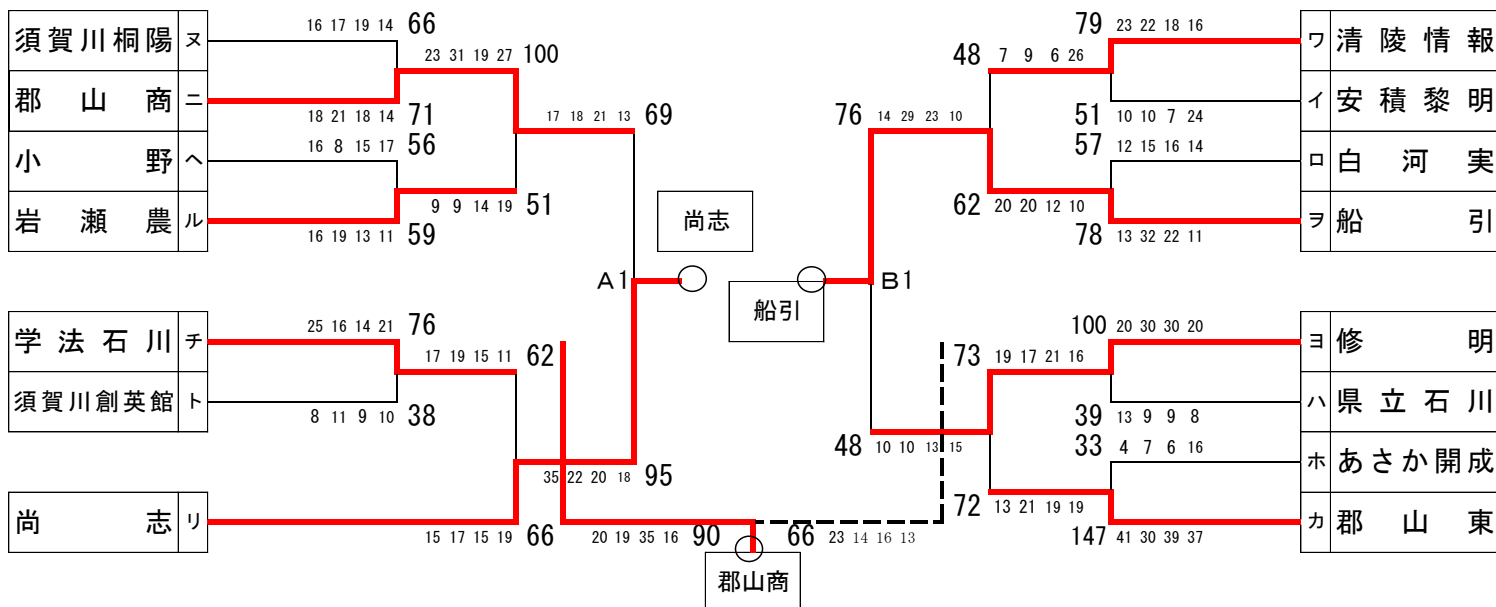 須賀川桐陽 ヌ
16 17 19 14 66
23 31 19 27 100
郡山商 ニ
18 21 18 14 71
17 18 21 13 69
小野 ヘ
16 8 15 17 56
9 9 14 19 51
岩瀬農 ル
16 19 13 11 59
尚志
A1
学法石川 チ
25 16 14 21 76
17 19 15 11 62
須賀川創英館 ト
8 11 9 10 38
35 22 20 18 95
尚志 リ
15 17 15 19 66
20 19 35 16 90
66 23 14 16 13
郡山商
79 23 22 18 16
ワ 清陵情報
48 7 9 6 26
イ 安積黎明
51 10 10 7 24
76 14 29 23 10
57 12 15 16 14
ロ 白河実
62 20 20 12 10
ヲ 船引
78 13 32 22 11
B1
船引
100 20 30 30 20
ヨ 修明
73 19 17 21 16
39 13 9 9 8
ハ 県立石川
48 10 10 13 15
33 4 7 6 16
ホ あさか開成
72 13 21 19 19
カ 郡山東
147 41 30 39 37